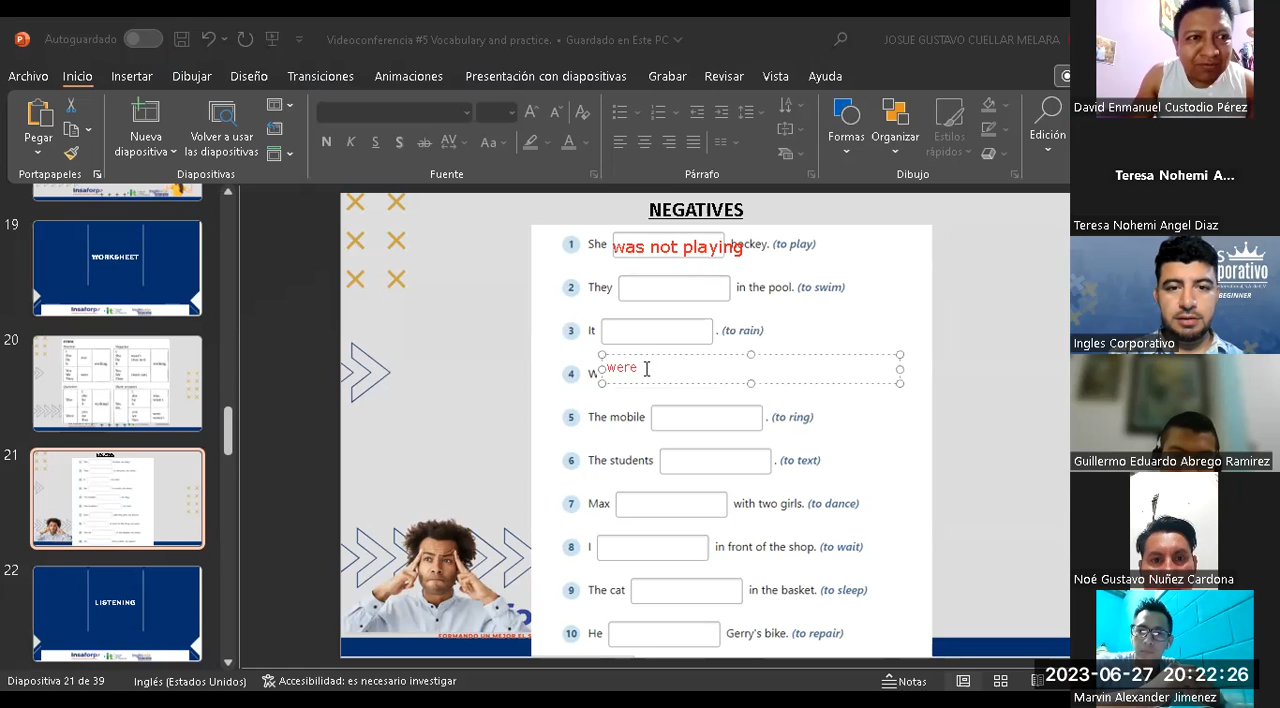 Autoguardado
Videoconferencia #5 Vocabulary and practice. • Guardado en Este PC
JOSUE GUSTAVO CUELLAR MELARA
Archivo Inicio Insertar Dibujar Diseño Transiciones Animaciones Presentación con diapositivas Grabar Revisar Vista Ayuda
Pegar
Nueva diapositiva
Volver a usar las diapositivas
N K S S ab AV Aa A
Formas Organizar Estilos rápidos
Edición
Portapapeles Diapositivas Fuente Párrafo Dibujo
19
WORKSHEET
Insaforp
20
21
22
LISTENING
Insaforp
NEGATIVES
1 She was not playing hockey. (to play)
2 They in the pool. (to swim)
3 It . (to rain)
4 W were
5 The mobile . (to ring)
6 The students . (to text)
7 Max with two girls. (to dance)
8 I in front of the shop. (to wait)
9 The cat in the basket. (to sleep)
10 He Gerry's bike. (to repair)
FORMANDO UN MEJOR EL S
Diapositiva 21 de 39 Inglés (Estados Unidos) Accesibilidad: es necesario investigar Notas
David Enmanuel Custodio Pérez
Teresa Nohemi A...
Teresa Nohemi Angel Diaz
BEGINNER
Ingles Corporativo
Guillermo Eduardo Abrego Ramirez
Noé Gustavo Nuñez Cardona
2023-06-27 20:22:26
Marvin Alexander Jimenez